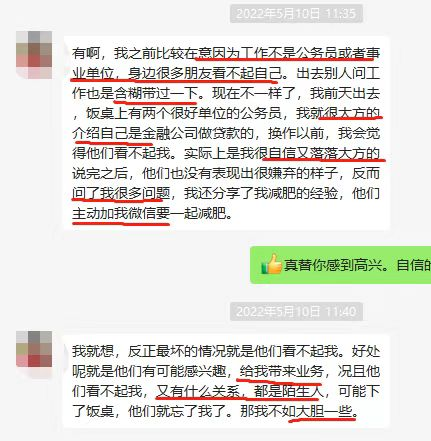 2022年5月10日 11:35
有啊，我之前比较在意因为工作不是公务员或者事
业单位，身边很多朋友看不起自己。出去别人问工
作也是含糊带过一下。现在不一样了，我前天出去
，饭桌上有两个很好单位的公务员，我就很大方的
介绍自己是金融公司做贷款的，换作以前，我会觉
得他们看不起我。实际上是我很自信又落落大方的
说完之后，他们也没有表现出很嫌弃的样子，反而
问了我很多问题，我还分享了我减肥的经验，他们
主动加我微信要一起减肥。
👍真替你感到高兴。自信的
2022年5月10日 11:40
我就想，反正最坏的情况就是他们看不起我。好处
呢就是他们有可能感兴趣，给我带来业务，况且他
们看不起我，又有什么关系，都是陌生人，可能下
了饭桌，他们就忘了我了。那我不如大胆一些。